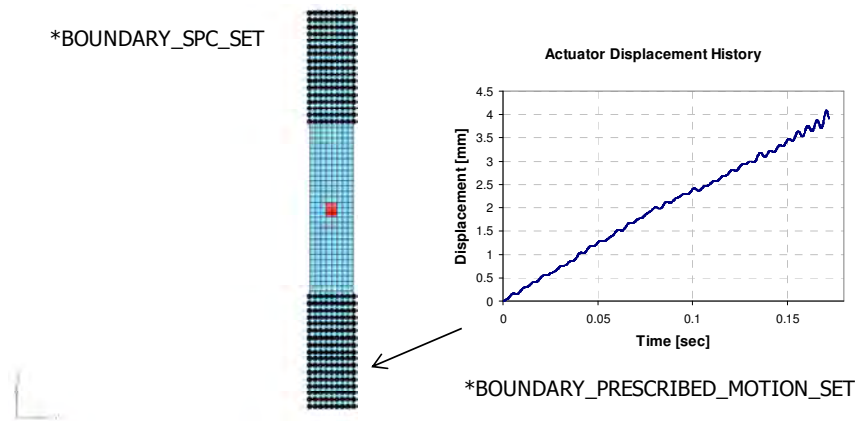 *BOUNDARY_SPC_SET
Actuator Displacement History
4.5
4
3.5
3
2.5
2
1.5
1
0.5
0
Displacement [mm]
0
0.05
0.1
0.15
Time [sec]
*BOUNDARY_PRESCRIBED_MOTION_SET